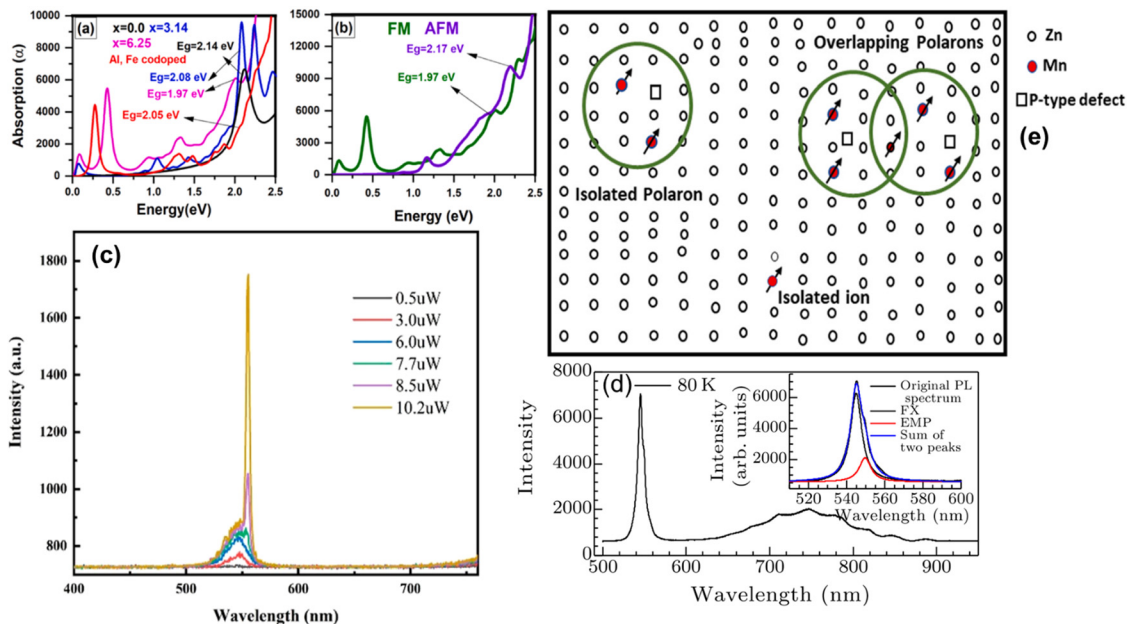 (a)
x=0.0 x=3.14
x=6.25
Al, Fe codoped
Eg=2.14 eV
Eg=2.08 eV
Eg=1.97 eV
Eg=2.05 eV
Absorption (α)
10000
8000
6000
4000
2000
0
0.0 0.5 1.0 1.5 2.0 2.5
Energy(eV)
(b)
FM AFM
Eg=2.17 eV
Eg=1.97 eV
15000
12000
9000
6000
3000
0
0.0 0.5 1.0 1.5 2.0 2.5
Energy (eV)
Overlapping Polarons
Isolated Polaron
Isolated ion
Zn
Mn
P-type defect
(e)
(c)
0.5uW
3.0uW
6.0uW
7.7uW
8.5uW
10.2uW
Intensity (a.u.)
1800
1600
1400
1200
1000
800
400 500 600 700
Wavelength (nm)
(d)
80 K
Intensity
8000
6000
4000
2000
0
500 600 700 800 900
Wavelength (nm)
Original PL
spectrum
FX
EMP
Sum of
two peaks
Intensity
(arb. units)
6000
4000
2000
520 540 560 580 600
Wavelength (nm)